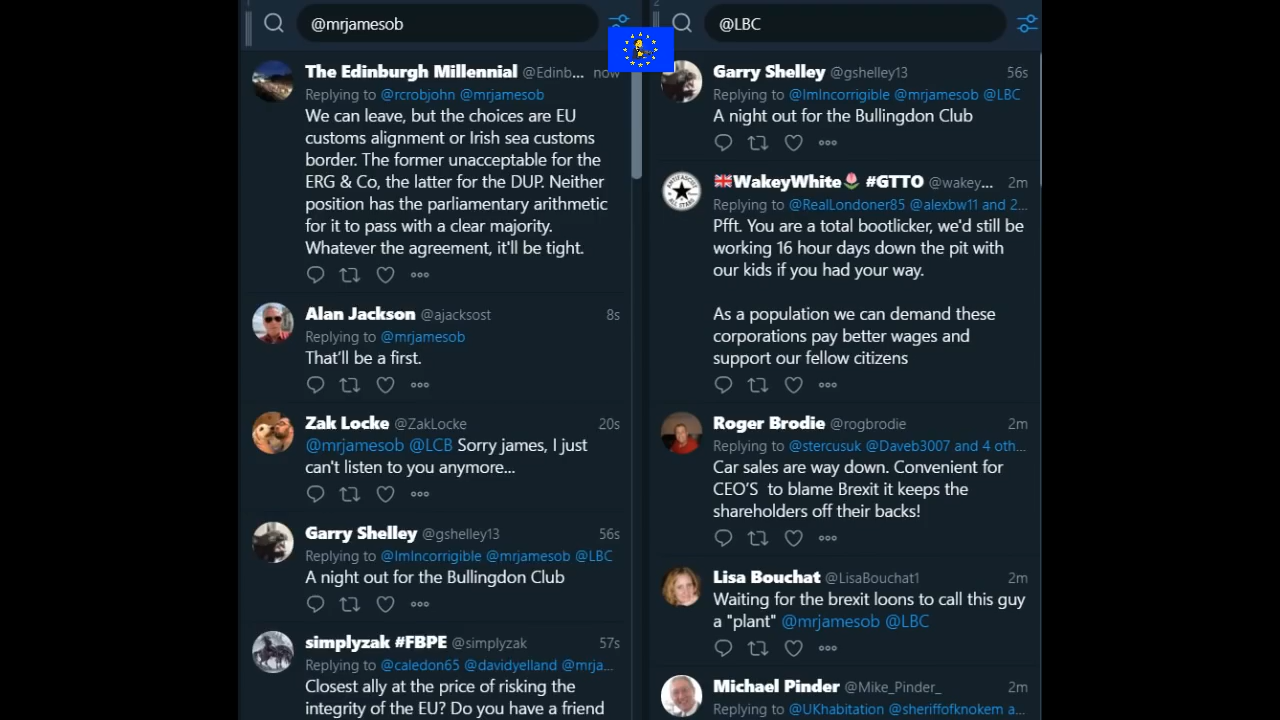 @mrjamesob
The Edinburgh Millennial @Edinb... now
Replying to @rcrobjohn @mrjamesob
We can leave, but the choices are EU
customs alignment or Irish sea customs
border. The former unacceptable for the
ERG & Co, the latter for the DUP. Neither
position has the parliamentary arithmetic
for it to pass with a clear majority.
Whatever the agreement, it'll be tight.
Alan Jackson @ajacksost 8s
Replying to @mrjamesob
That'll be a first.
Zak Locke @ZakLocke 20s
@mrjamesob @LCB Sorry james, I just
can't listen to you anymore...
Garry Shelley @gshelley13 56s
Replying to @ImIncorrigible @mrjamesob @LBC
A night out for the Bullingdon Club
simplyzak #FBPE @simplyzak 57s
Replying to @caledon65 @davidyelland @mrja...
Closest ally at the price of risking the
integrity of the EU? Do you have a friend
2
@LBC
Garry Shelley @gshelley13 56s
Replying to @ImIncorrigible @mrjamesob @LBC
A night out for the Bullingdon Club
🇬🇧WakeyWhite🌷 #GTTO @wakey... 2m
Replying to @RealLondoner85 @alexbw11 and 2...
Pfft. You are a total bootlicker, we'd still be
working 16 hour days down the pit with
our kids if you had your way.
As a population we can demand these
corporations pay better wages and
support our fellow citizens
Roger Brodie @rogbrodie 2m
Replying to @stercusuk @Daveb3007 and 4 oth...
Car sales are way down. Convenient for
CEO'S to blame Brexit it keeps the
shareholders off their backs!
Lisa Bouchat @LisaBouchat1 2m
Waiting for the brexit loons to call this guy
a "plant" @mrjamesob @LBC
Michael Pinder @Mike_Pinder_ 2m
Replying to @UKhabitation @sheriffofknokem a...